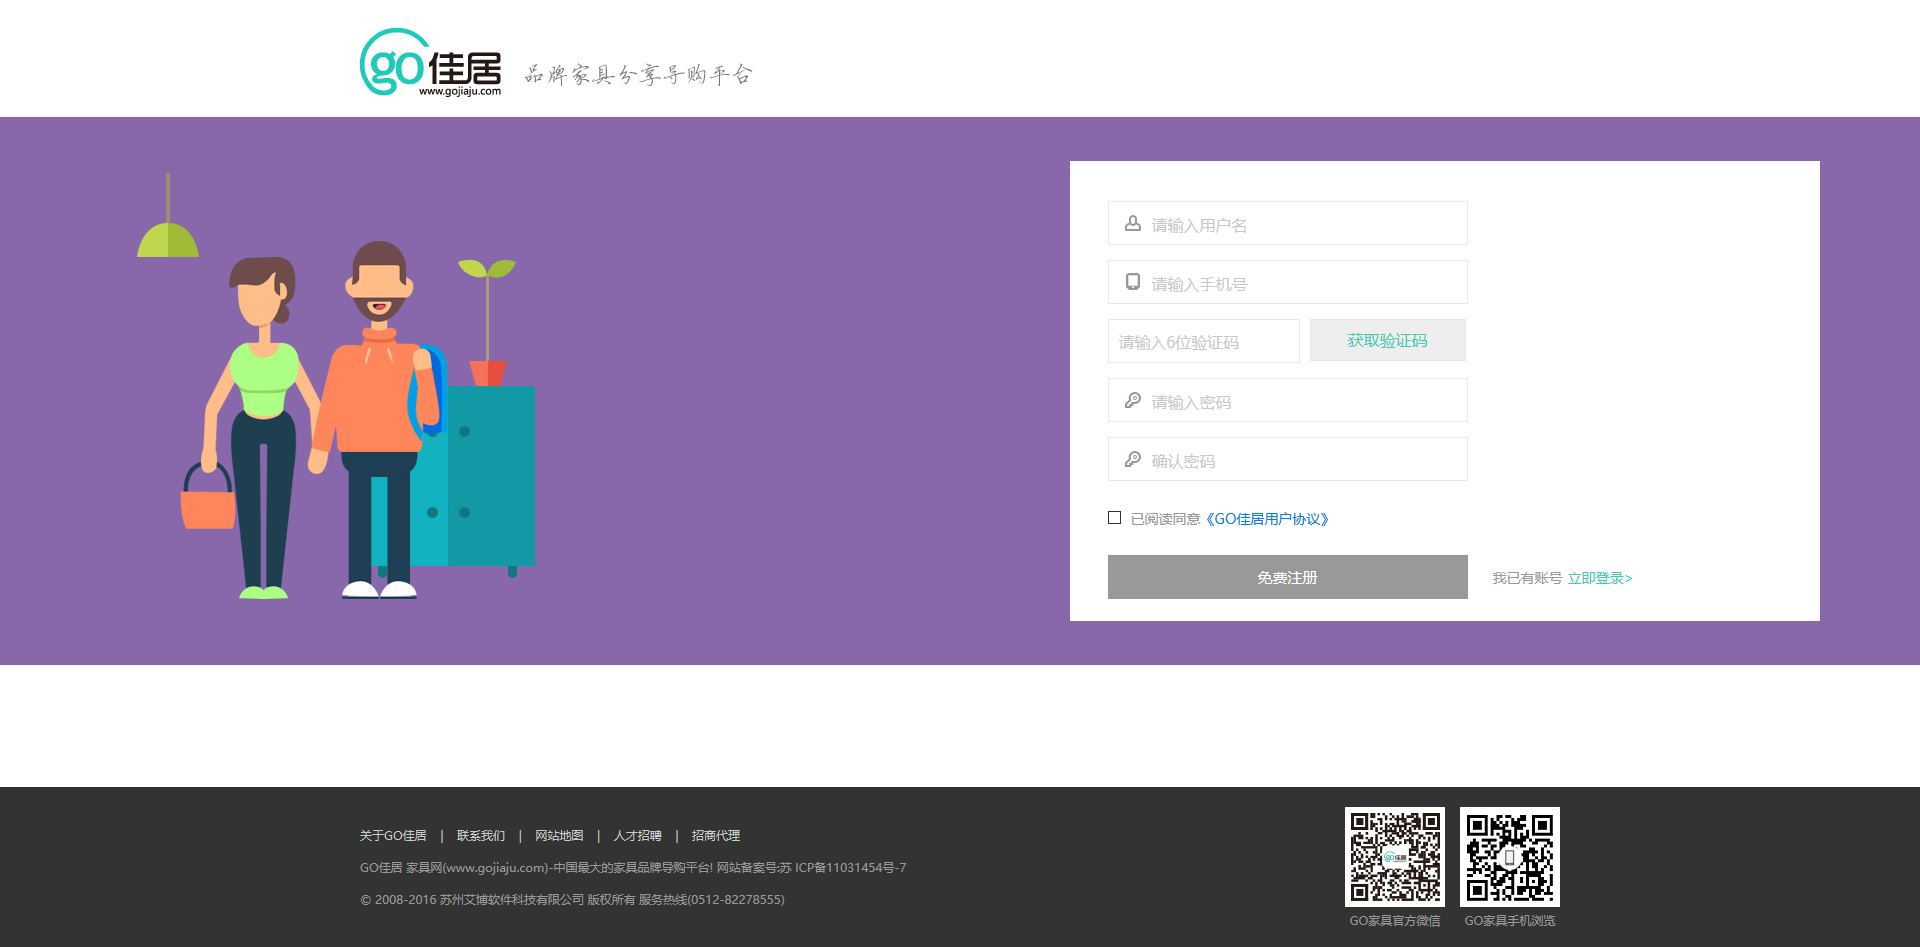 go佳居
www.gojiaju.com
品牌家具分享导购平台
请输入用户名
请输入手机号
请输入6位验证码
获取验证码
请输入密码
确认密码
已阅读同意《GO佳居用户协议》
免费注册
我已有账号 立即登录>
关于GO佳居 | 联系我们 | 网站地图 | 人才招聘 | 招商代理
GO佳居 家具网(www.gojiaju.com)-中国最大的家具品牌导购平台! 网站备案号:苏 ICP备11031454号-7
© 2008-2016 苏州艾博软件科技有限公司 版权所有 服务热线(0512-82278555)
go佳居
GO家具官方微信
GO家具手机浏览